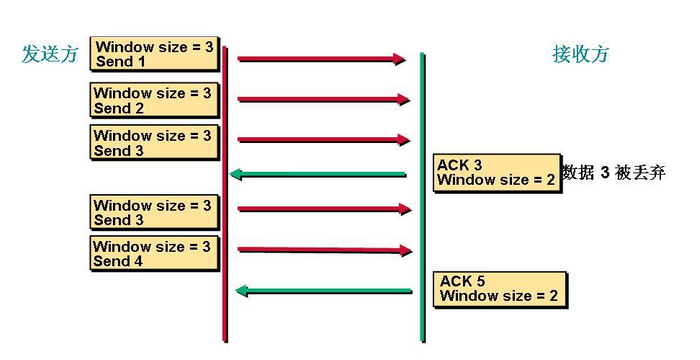 发送方
接收方
Window size = 3
Send 1
Window size = 3
Send 2
Window size = 3
Send 3
ACK 3
Window size = 2
数据 3 被丢弃
Window size = 3
Send 3
Window size = 3
Send 4
ACK 5
Window size = 2